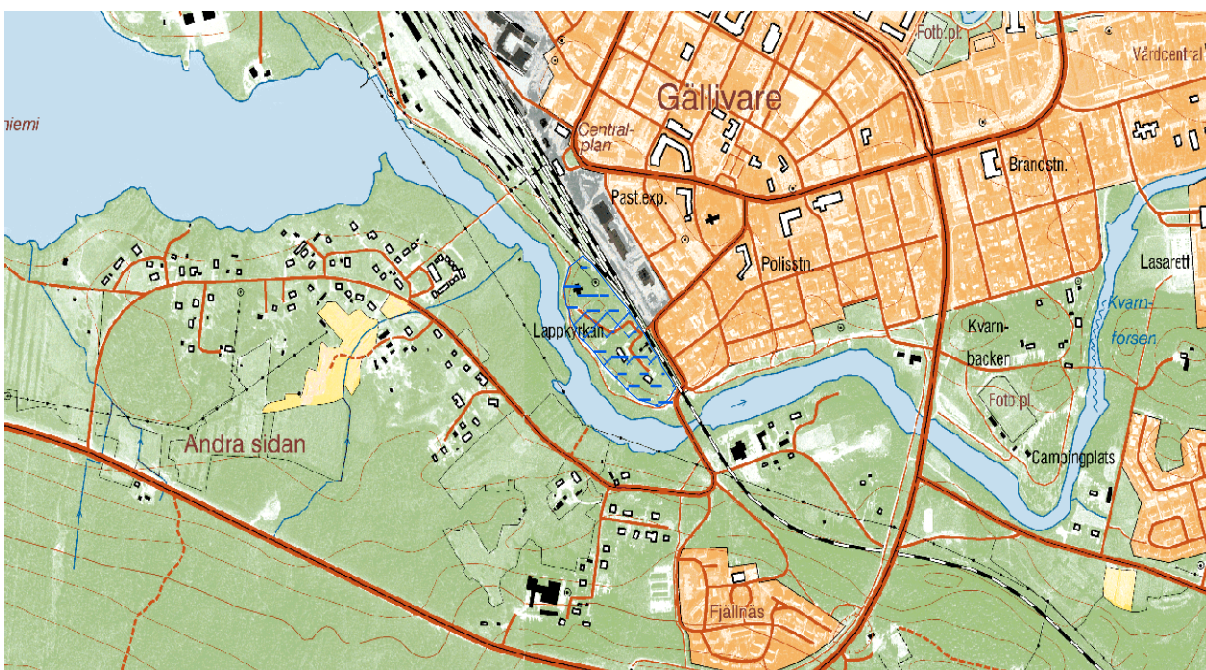 Fotb.pl.
Vårdcentral
Gällivare
niemi
Central-
plan
Brandstn.
Past.exp.
Polisstn.
Lasarett
Kvarn-
forsen
Lappkyrkan
Kvarn-
backen
Fotb.pl.
Andra sidan
Campingplats
Fjällnäs